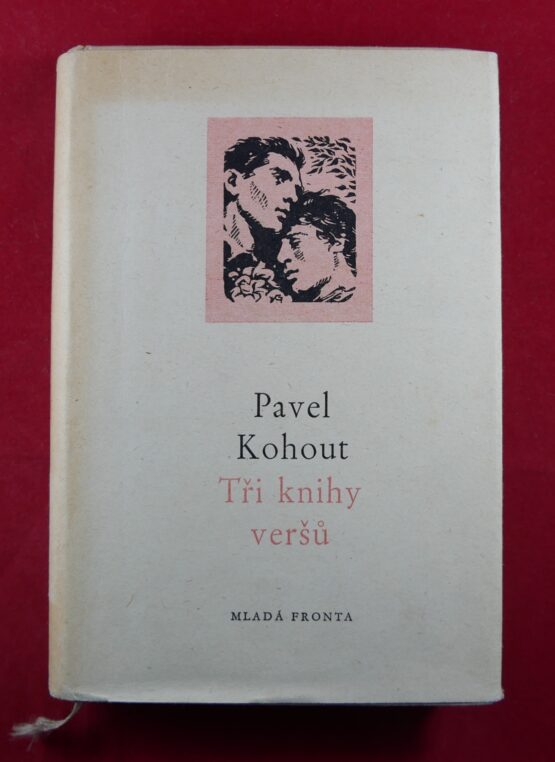 Pavel
Kohout
Tři knihy
veršů
MLADÁ FRONTA